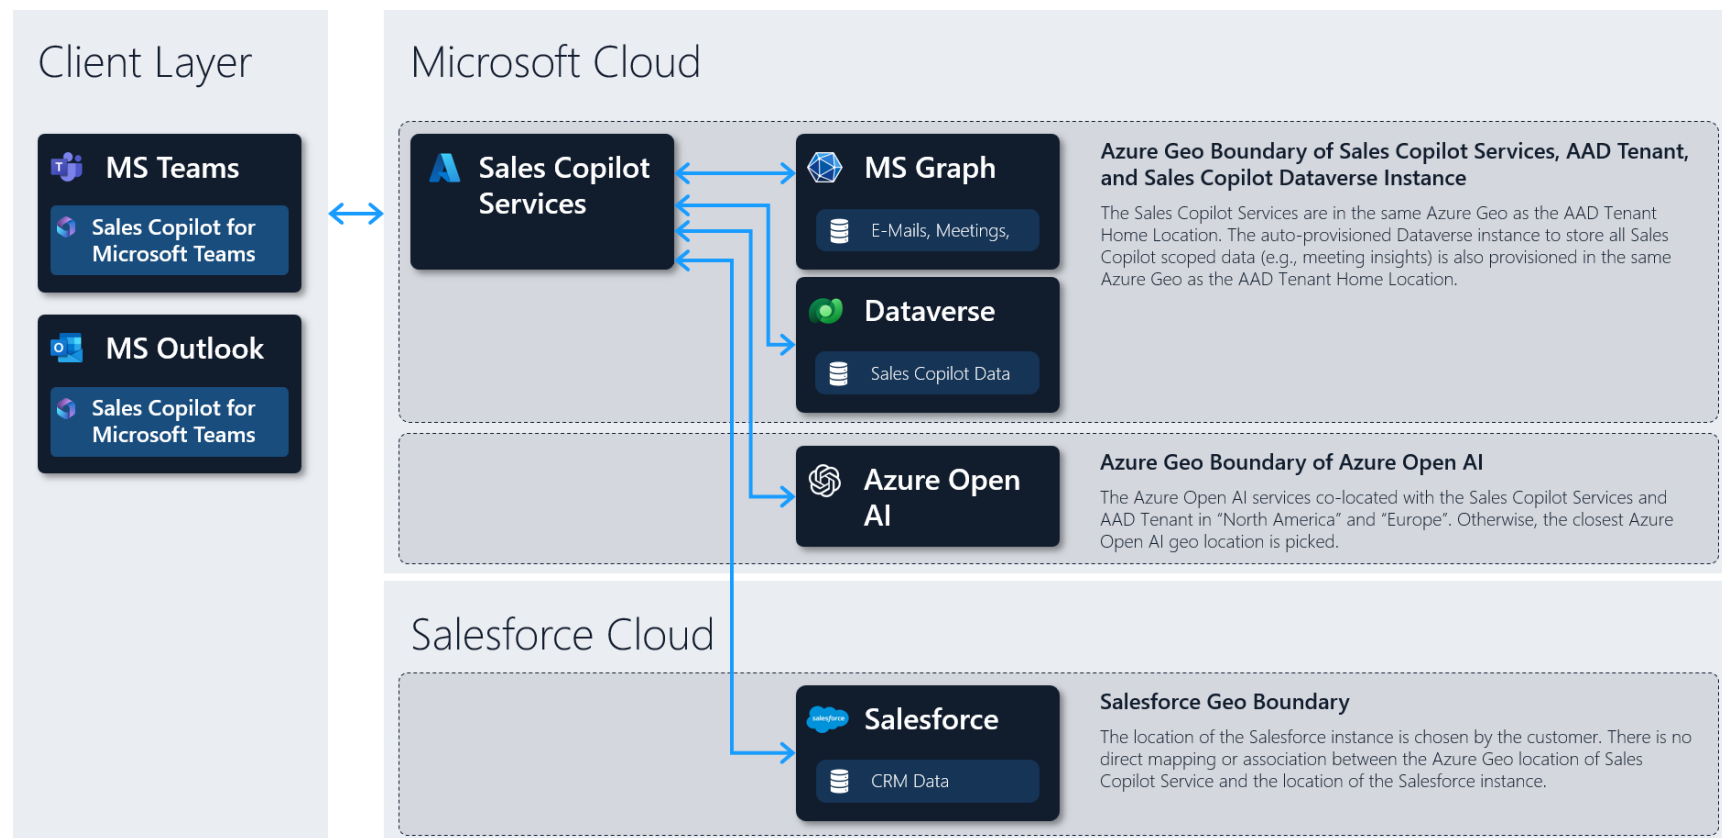 Client Layer
MS Teams
Sales Copilot for
Microsoft Teams
MS Outlook
Sales Copilot for
Microsoft Teams
Microsoft Cloud
Sales Copilot
Services
MS Graph
E-Mails, Meetings,
Dataverse
Sales Copilot Data
Azure Geo Boundary of Sales Copilot Services, AAD Tenant,
and Sales Copilot Dataverse Instance
The Sales Copilot Services are in the same Azure Geo as the AAD Tenant
Home Location. The auto-provisioned Dataverse instance to store all Sales
Copilot scoped data (e.g., meeting insights) is also provisioned in the same
Azure Geo as the AAD Tenant Home Location.
Azure Open
AI
Azure Geo Boundary of Azure Open AI
The Azure Open AI services co-located with the Sales Copilot Services and
AAD Tenant in “North America” and “Europe”. Otherwise, the closest Azure
Open AI geo location is picked.
Salesforce Cloud
salesforce
Salesforce
CRM Data
Salesforce Geo Boundary
The location of the Salesforce instance is chosen by the customer. There is no
direct mapping or association between the Azure Geo location of Sales
Copilot Service and the location of the Salesforce instance.